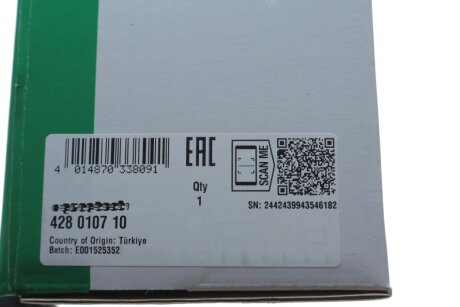 4 014870 338091
EAC
Qty
1
SCAN ME
SN: 2442439943546182
428 0107 10
Country of Origin: Türkiye
Batch: E001525352